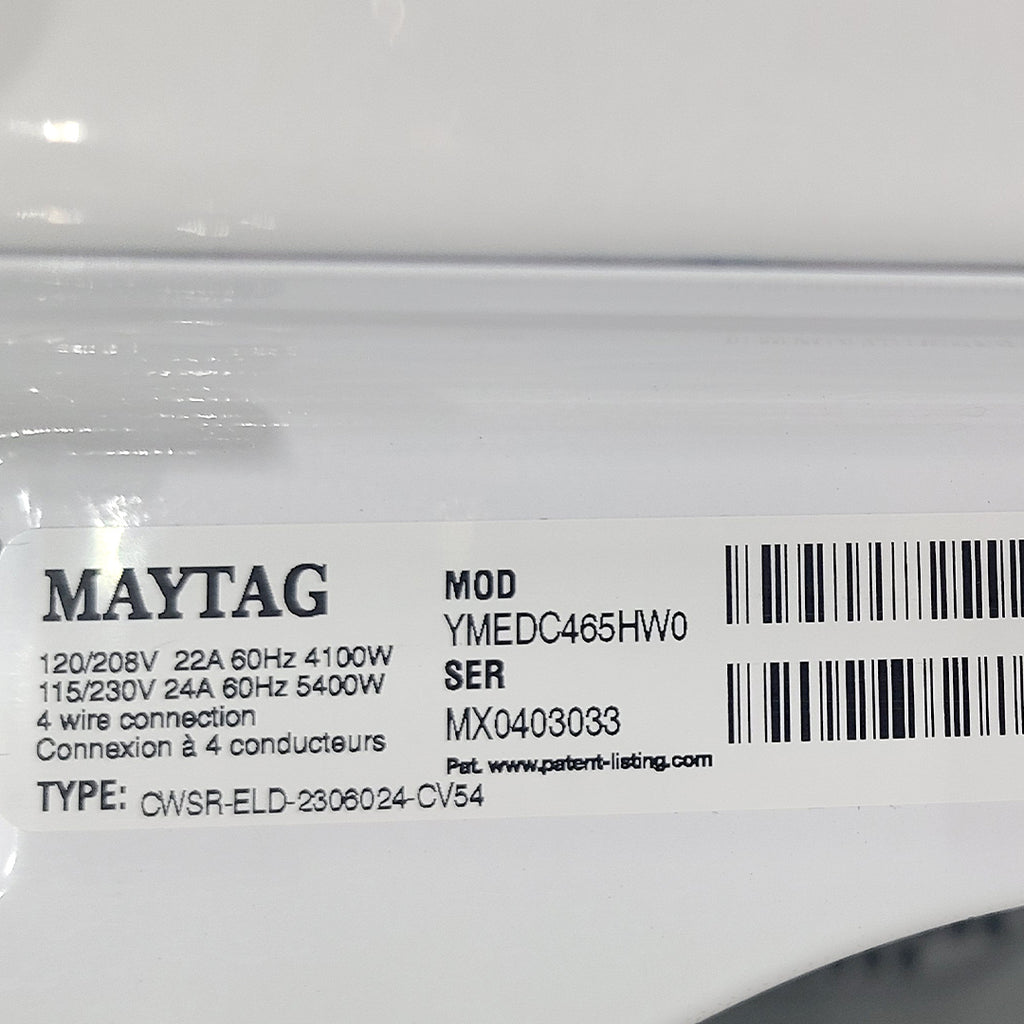 MAYTAG
120/208V 22A 60Hz 4100W
115/230V 24A 60Hz 5400W
4 wire connection
Connexion à 4 conducteurs
TYPE: CWSR-ELD-2306024-CV54
MOD
YMEDC465HW0
SER
MX0403033
Pat. www.patent-listing.com